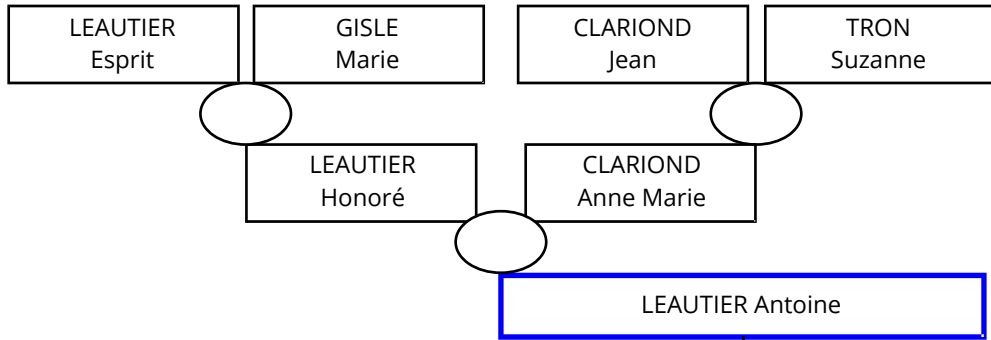 LEAUTIER
Esprit
GISLE
Marie
CLARIOND
Jean
TRON
Suzanne
LEAUTIER
Honoré
CLARIOND
Anne Marie
LEAUTIER Antoine